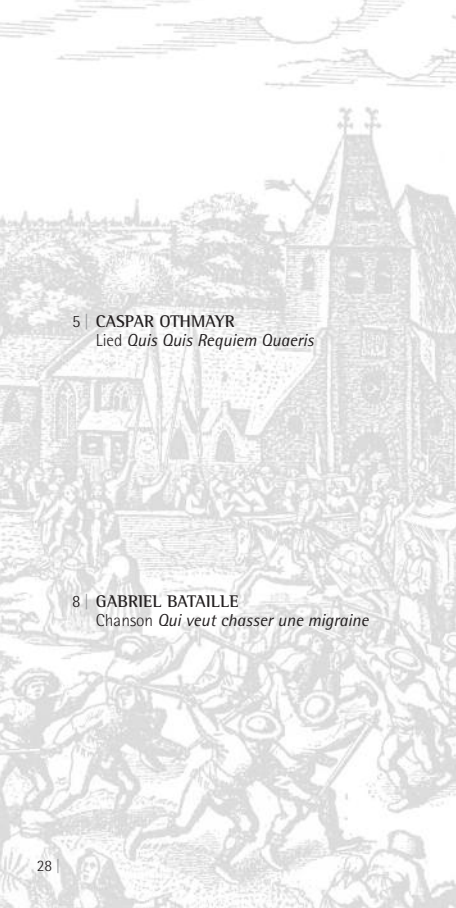 5 | CASPAR OTHMAYR
Lied Quis Quis Requiem Quaeris
8 | GABRIEL BATAILLE
Chanson Qui veut chasser une migraine
28 |